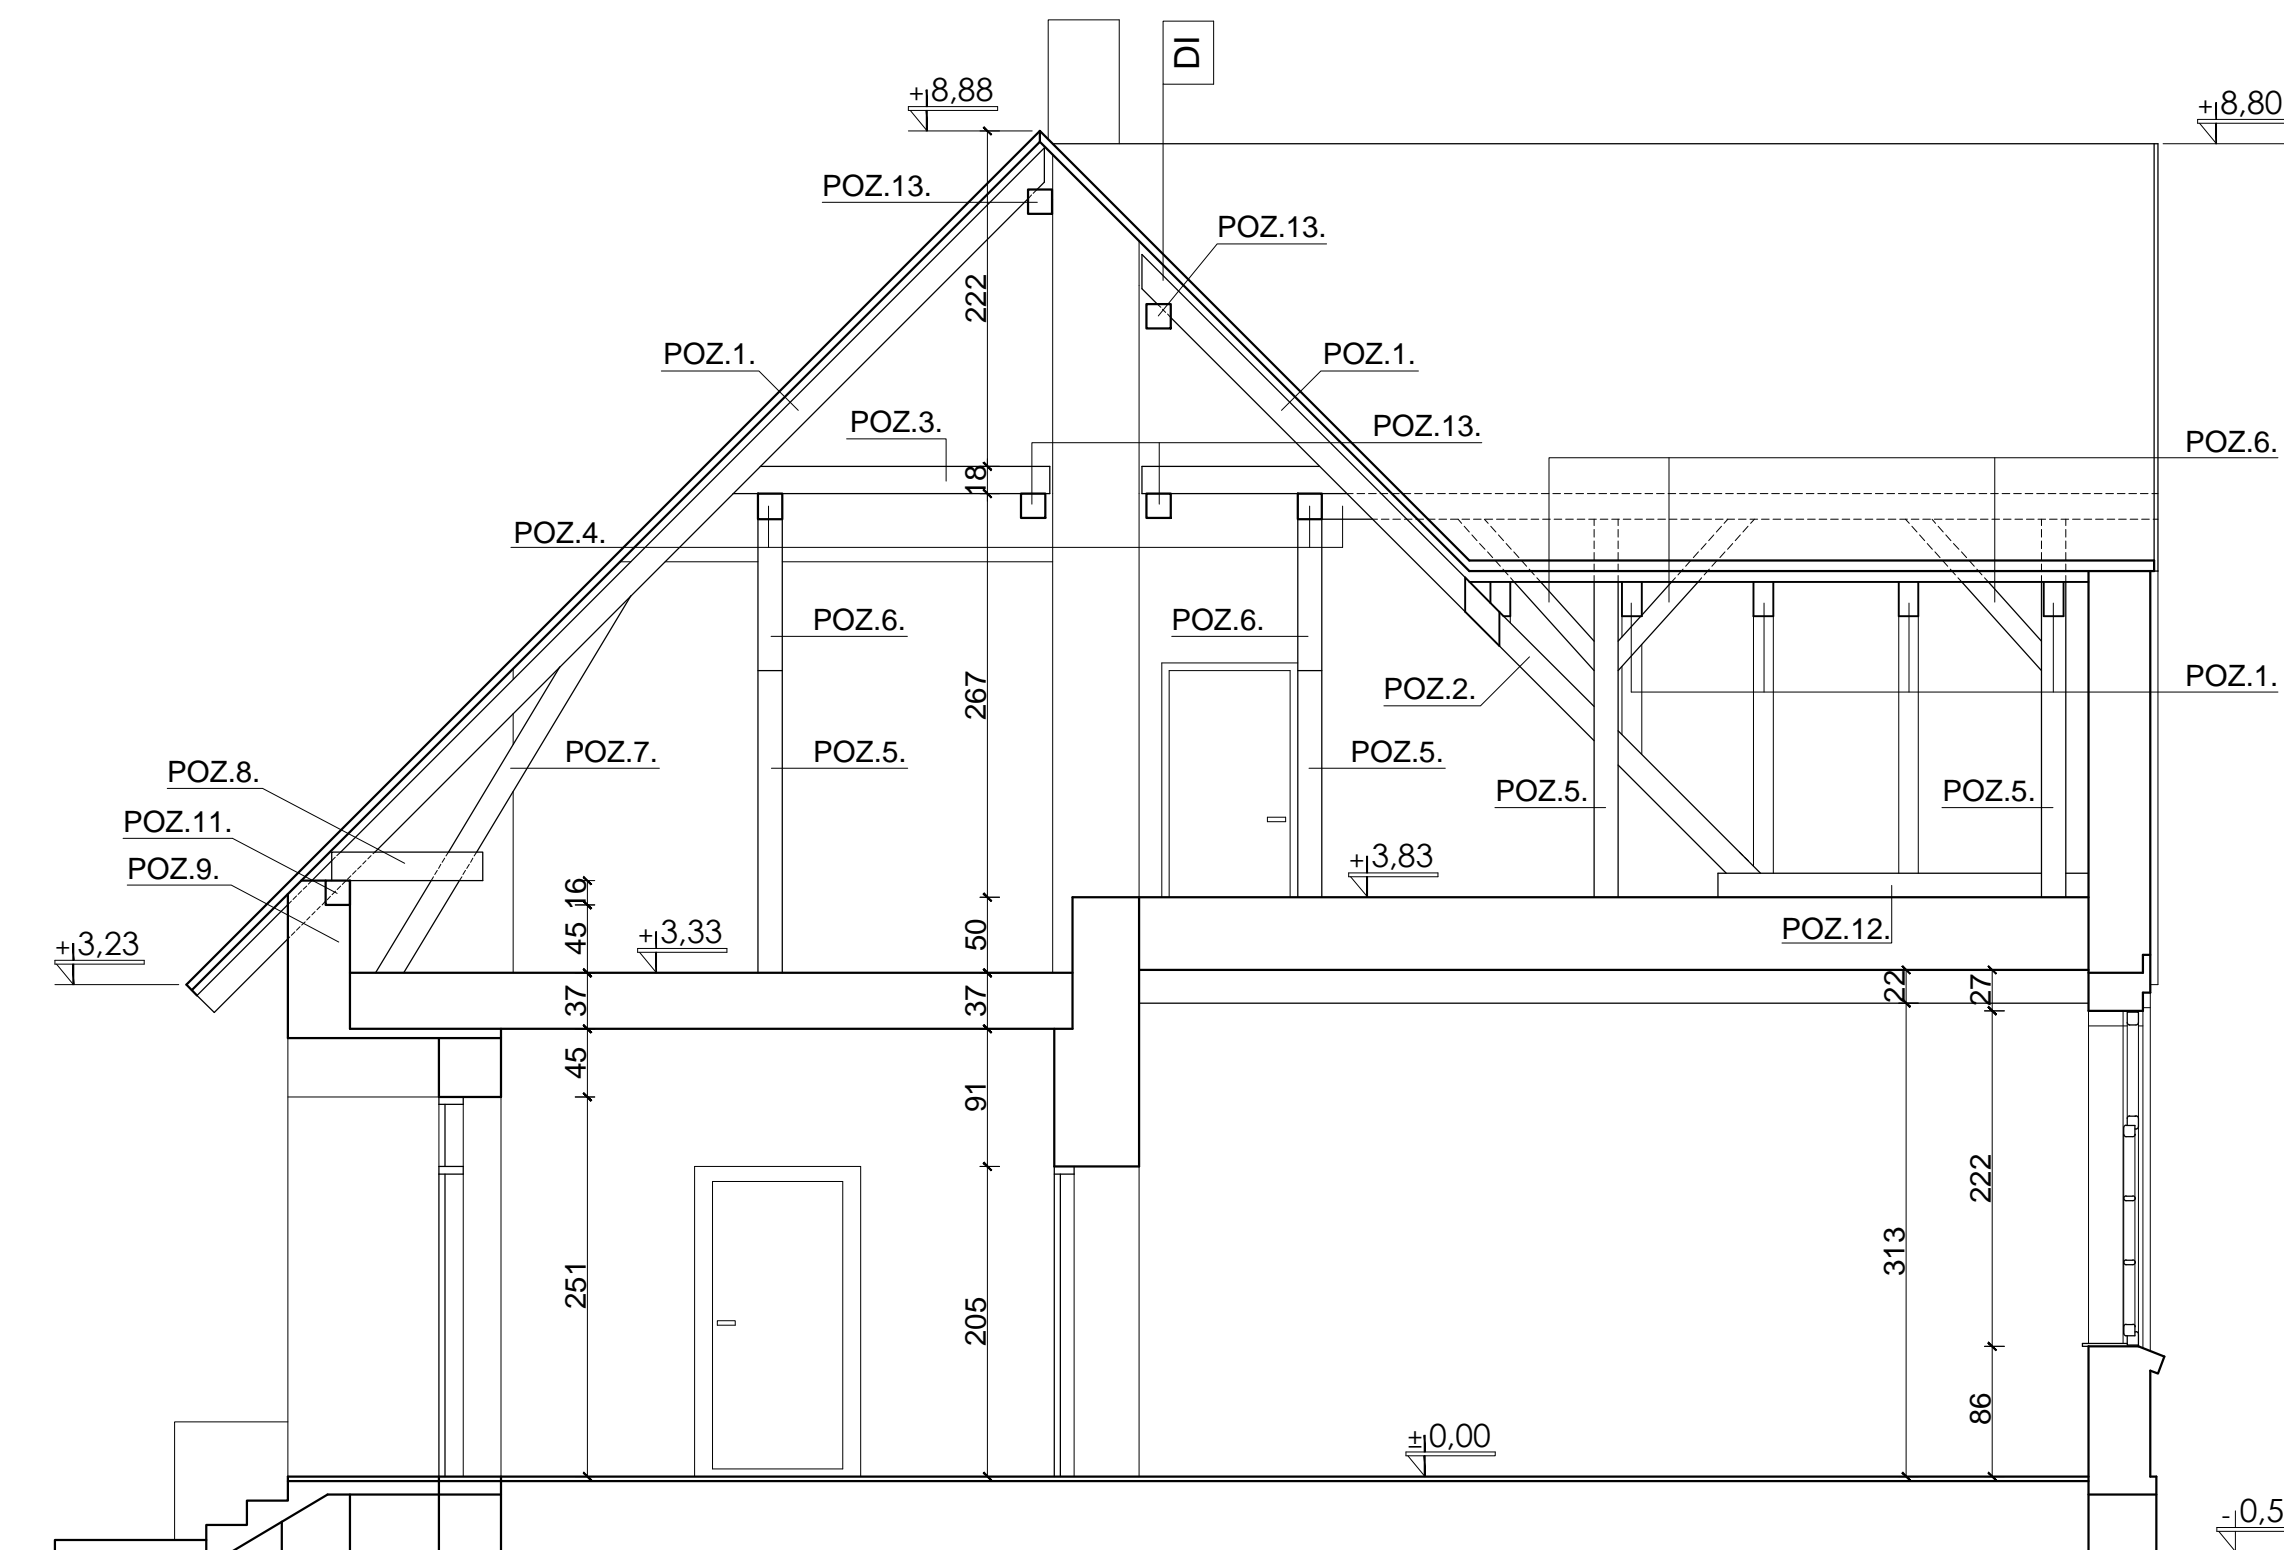 DI
+8,88
+8,80
POZ.13.
POZ.13.
222
POZ.1.
POZ.1.
POZ.3.
POZ.13.
POZ.6.
18
POZ.4.
POZ.6.
POZ.6.
267
POZ.2.
POZ.1.
POZ.7.
POZ.5.
POZ.5.
POZ.8.
POZ.5.
POZ.5.
POZ.11.
POZ.9.
+3,83
16
45
50
+3,33
POZ.12.
+3,23
37
37
22
27
45
91
222
313
251
205
86
±0,00
-0,5